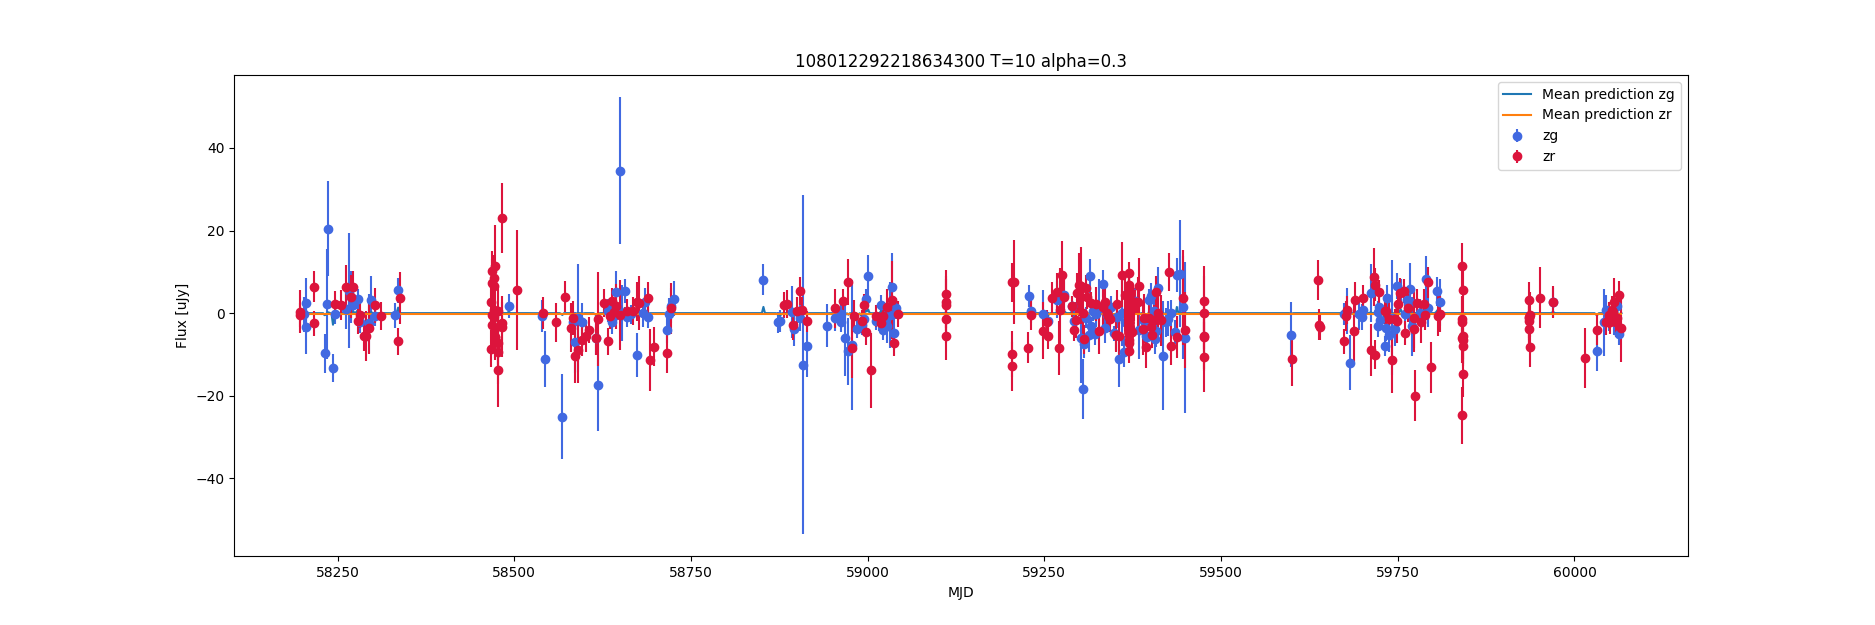 108012292218634300 T=10 alpha=0.3
Mean prediction zg
Mean prediction zr
zg
zr
Flux [uJy]
40
20
0
−20
−40
58250 58500 58750 59000 59250 59500 59750 60000
MJD